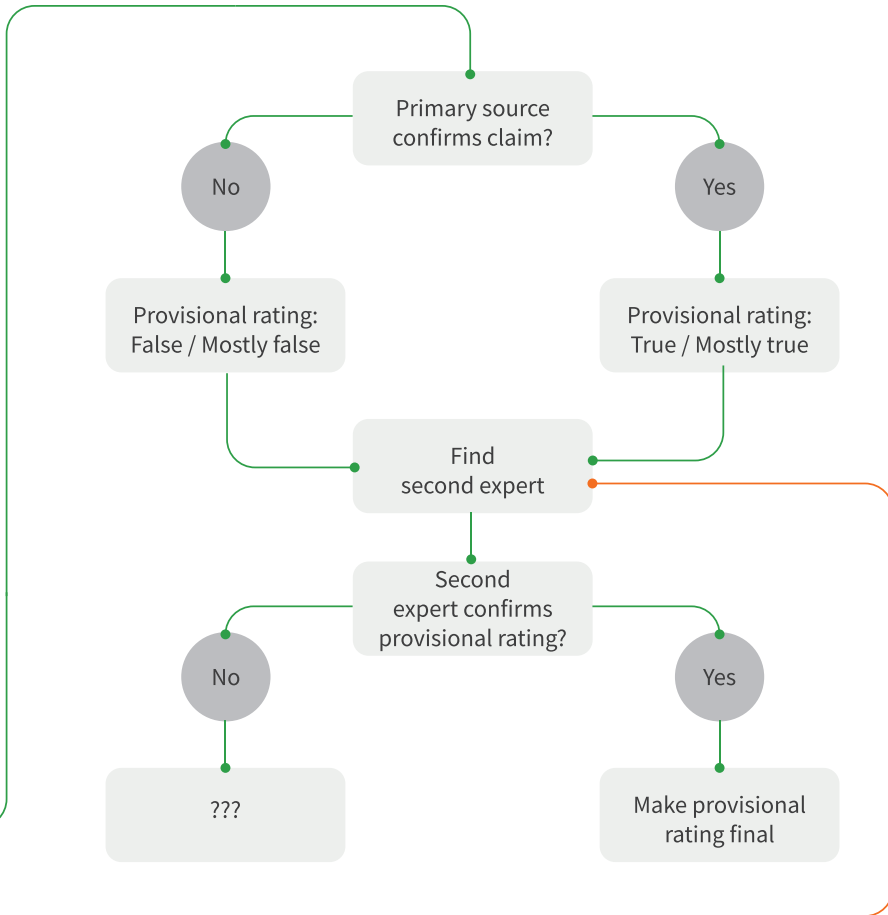 Primary source
confirms claim?
No
Yes
Provisional rating:
False / Mostly false
Provisional rating:
True / Mostly true
Find
second expert
Second
expert confirms
provisional rating?
No
Yes
???
Make provisional
rating final